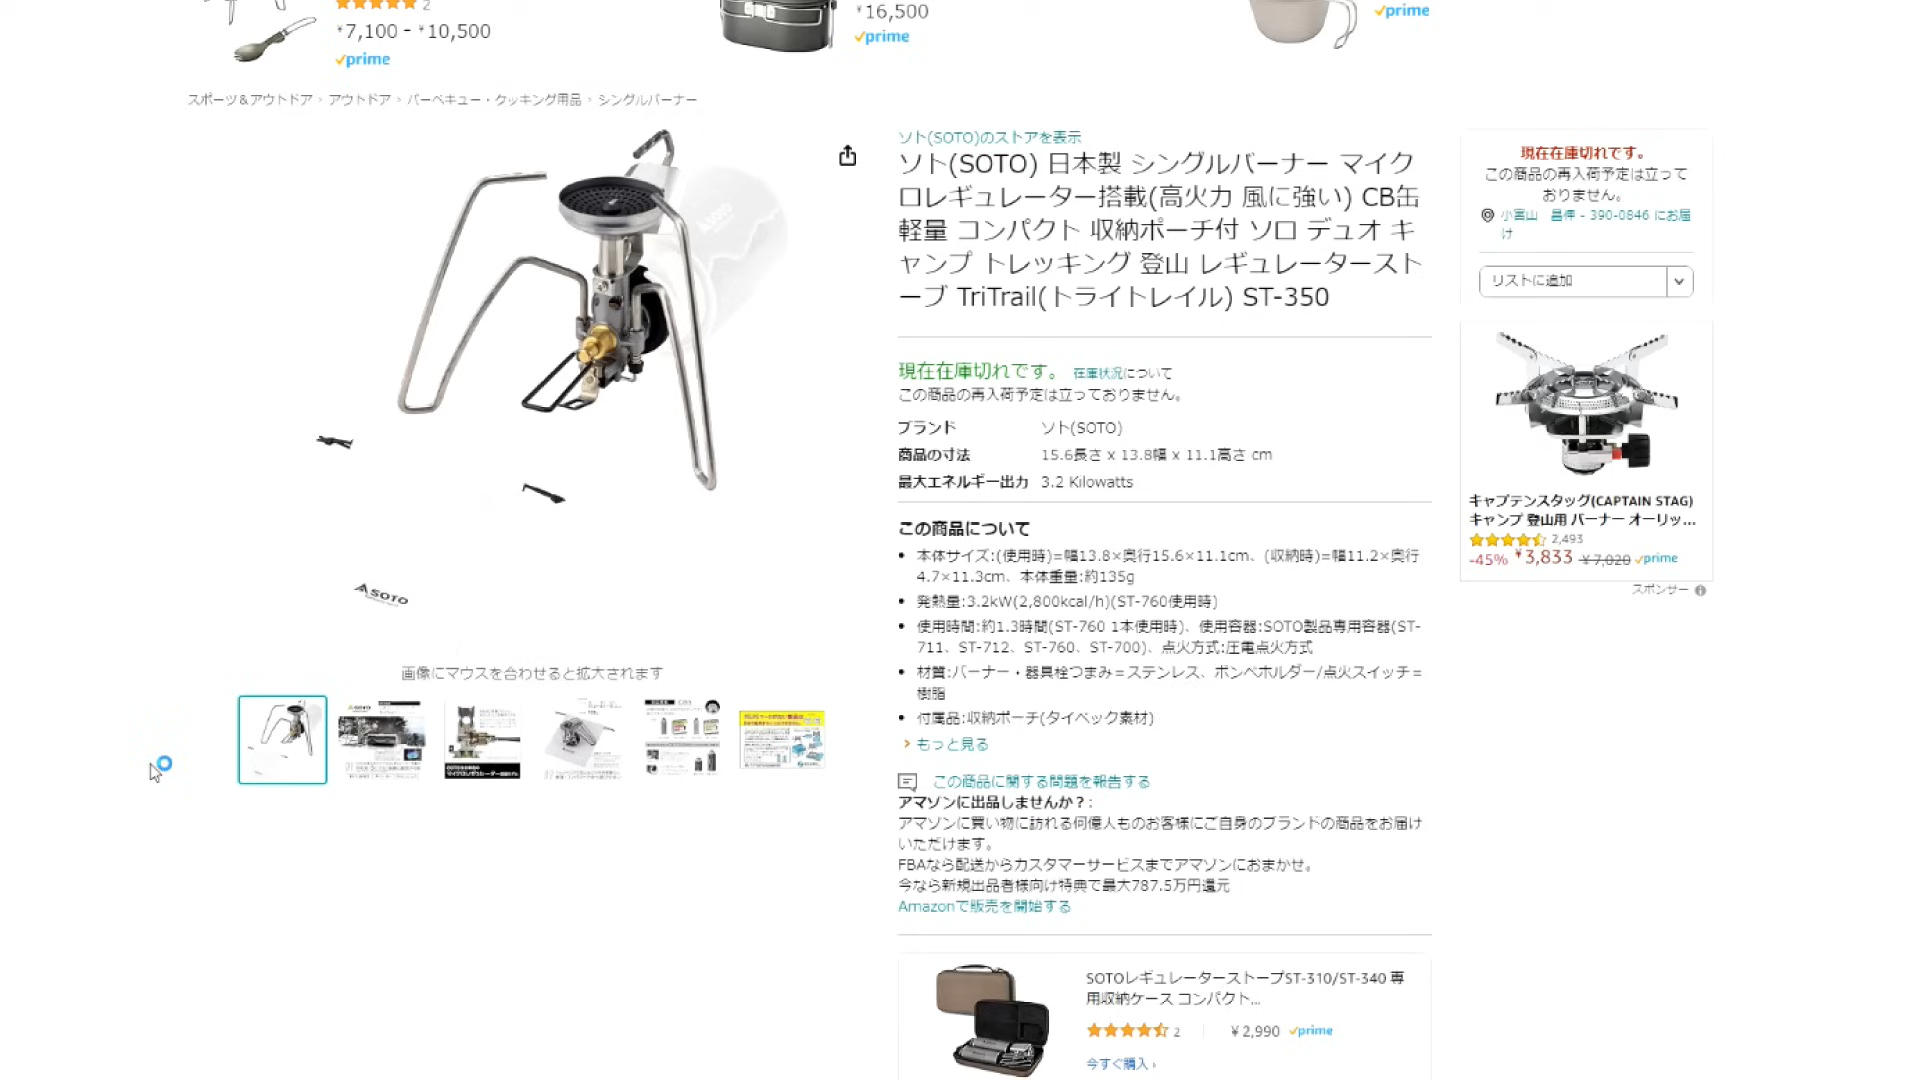 2
¥7,100 - ¥10,500
prime
¥16,500
prime
prime
スポーツ＆アウトドア › アウトドア › バーベキュー・クッキング用品 › シングルバーナー
SOTO
SOTO
画像にマウスを合わせると拡大されます
ソト(SOTO)のストアを表示
ソト(SOTO) 日本製 シングルバーナー マイク
ロレギュレーター搭載(高火力 風に強い) CB缶
軽量 コンパクト 収納ポーチ付 ソロ デュオ キ
ャンプ トレッキング 登山 レギュレータースト
ーブ TriTrail(トライトレイル) ST-350
現在在庫切れです。 在庫状況について
この商品の再入荷予定は立っておりません。
ブランド ソト(SOTO)
商品の寸法 15.6長さ x 13.8幅 x 11.1高さ cm
最大エネルギー出力 3.2 Kilowatts
この商品について
• 本体サイズ:(使用時)=幅13.8×奥行15.6×11.1cm、(収納時)=幅11.2×奥行
4.7×11.3cm、本体重量:約135g
• 発熱量:3.2kW(2,800kcal/h)(ST-760使用時)
• 使用時間:約1.3時間(ST-760 1本使用時)、使用容器:SOTO製品専用容器(ST-
711、ST-712、ST-760、ST-700)、点火方式:圧電点火方式
• 材質:バーナー・器具栓つまみ＝ステンレス、ボンベホルダー/点火スイッチ＝
樹脂
• 付属品:収納ポーチ(タイベック素材)
› もっと見る
この商品に関する問題を報告する
アマゾンに出品しませんか？:
アマゾンに買い物に訪れる何億人ものお客様にご自身のブランドの商品をお届け
いただけます。
FBAなら配送からカスタマーサービスまでアマゾンにおまかせ。
今なら新規出品者様向け特典で最大787.5万円還元
Amazonで販売を開始する
SOTOレギュレーターストーブST-310/ST-340 専
用収納ケース コンパクト...
2 ¥2,990 prime
今すぐ購入 ›
現在在庫切れです。
この商品の再入荷予定は立って
おりません。
390-0846 にお届
け
リストに追加
キャプテンスタッグ(CAPTAIN STAG)
キャンプ 登山用 バーナー オーリッ...
2,493
-45% ¥3,833 ¥7,020 prime
スポンサー